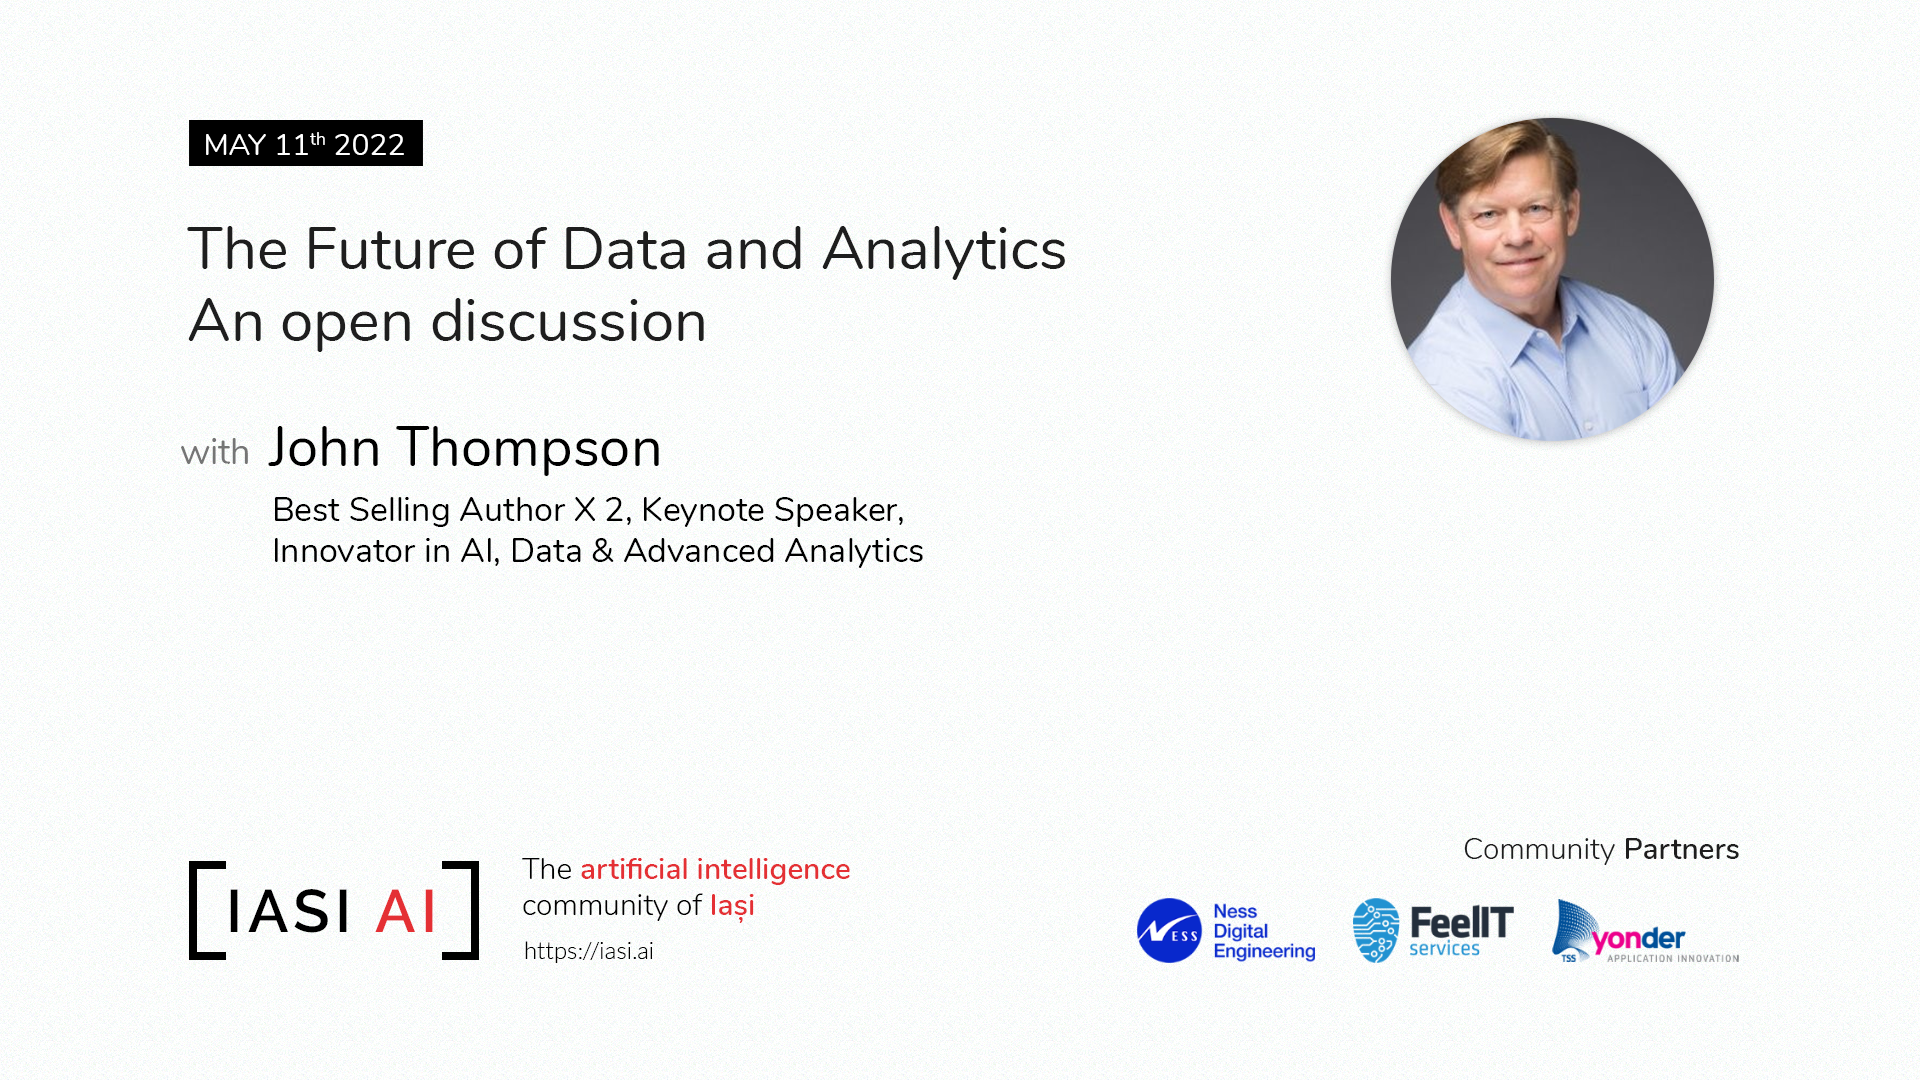 MAY 11th 2022
The Future of Data and Analytics
An open discussion
with John Thompson
Best Selling Author X 2, Keynote Speaker,
Innovator in AI, Data & Advanced Analytics
[IASI AI]
The artificial intelligence
community of Iași
https://iasi.ai
Community Partners
NESS
Ness
Digital
Engineering
FeelIT
services
TSS
yonder
APPLICATION INNOVATION